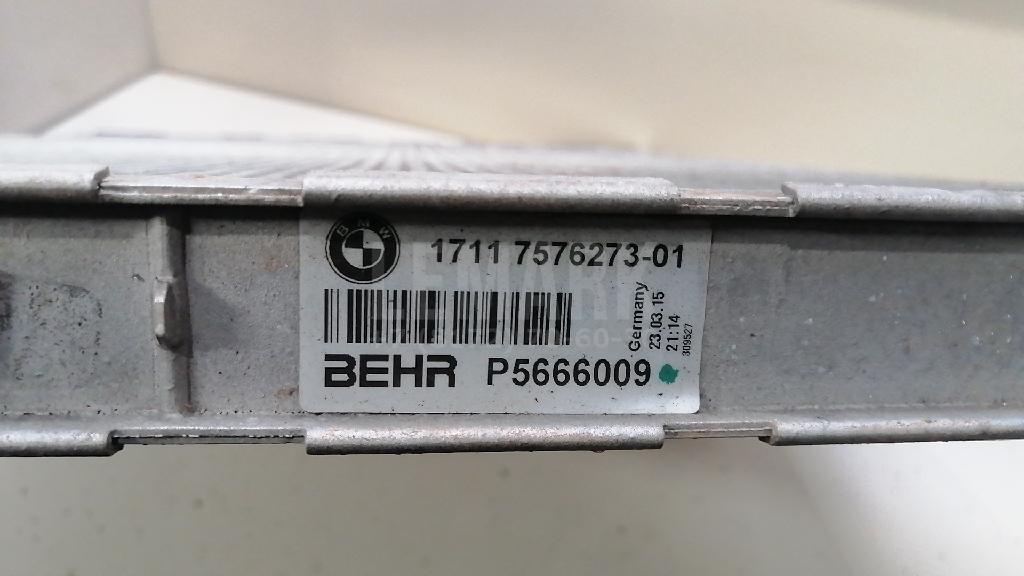 BMW
1711 7576273-01
BEHR P5666009
Germany
23.03.15
21:14
309527